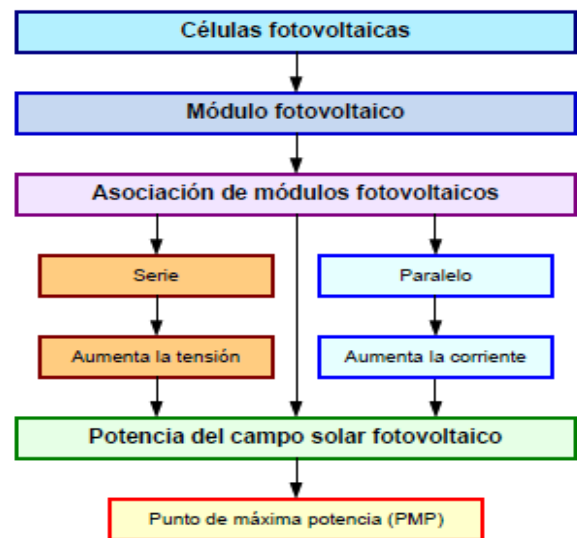 Células fotovoltaicas
Módulo fotovoltaico
Asociación de módulos fotovoltaicos
Serie
Paralelo
Aumenta la tensión
Aumenta la corriente
Potencia del campo solar fotovoltaico
Punto de máxima potencia (PMP)